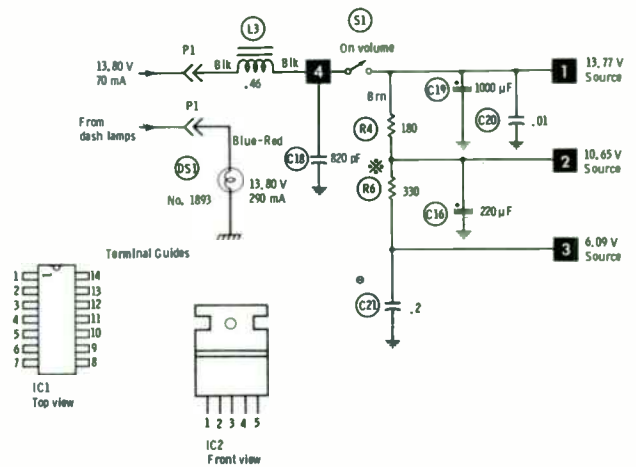 L3
S1
P1
13.80 V
70 mA
Blk
Blk
.46
4
On volume
1
13.77 V
Source
Brn
C19
1000 µF
C20
.01
P1
From
dash lamps
Blue-Red
R4
180
C18
820 pF
2
10.65 V
Source
DS1
R6
330
No. 1893
13.80 V
290 mA
C16
220 µF
3
6.09 V
Source
Terminal Guides
C21
.2
1
2
3
4
5
6
7
14
13
12
11
10
9
8
IC1
Top view
1 2 3 4 5
IC2
Front view